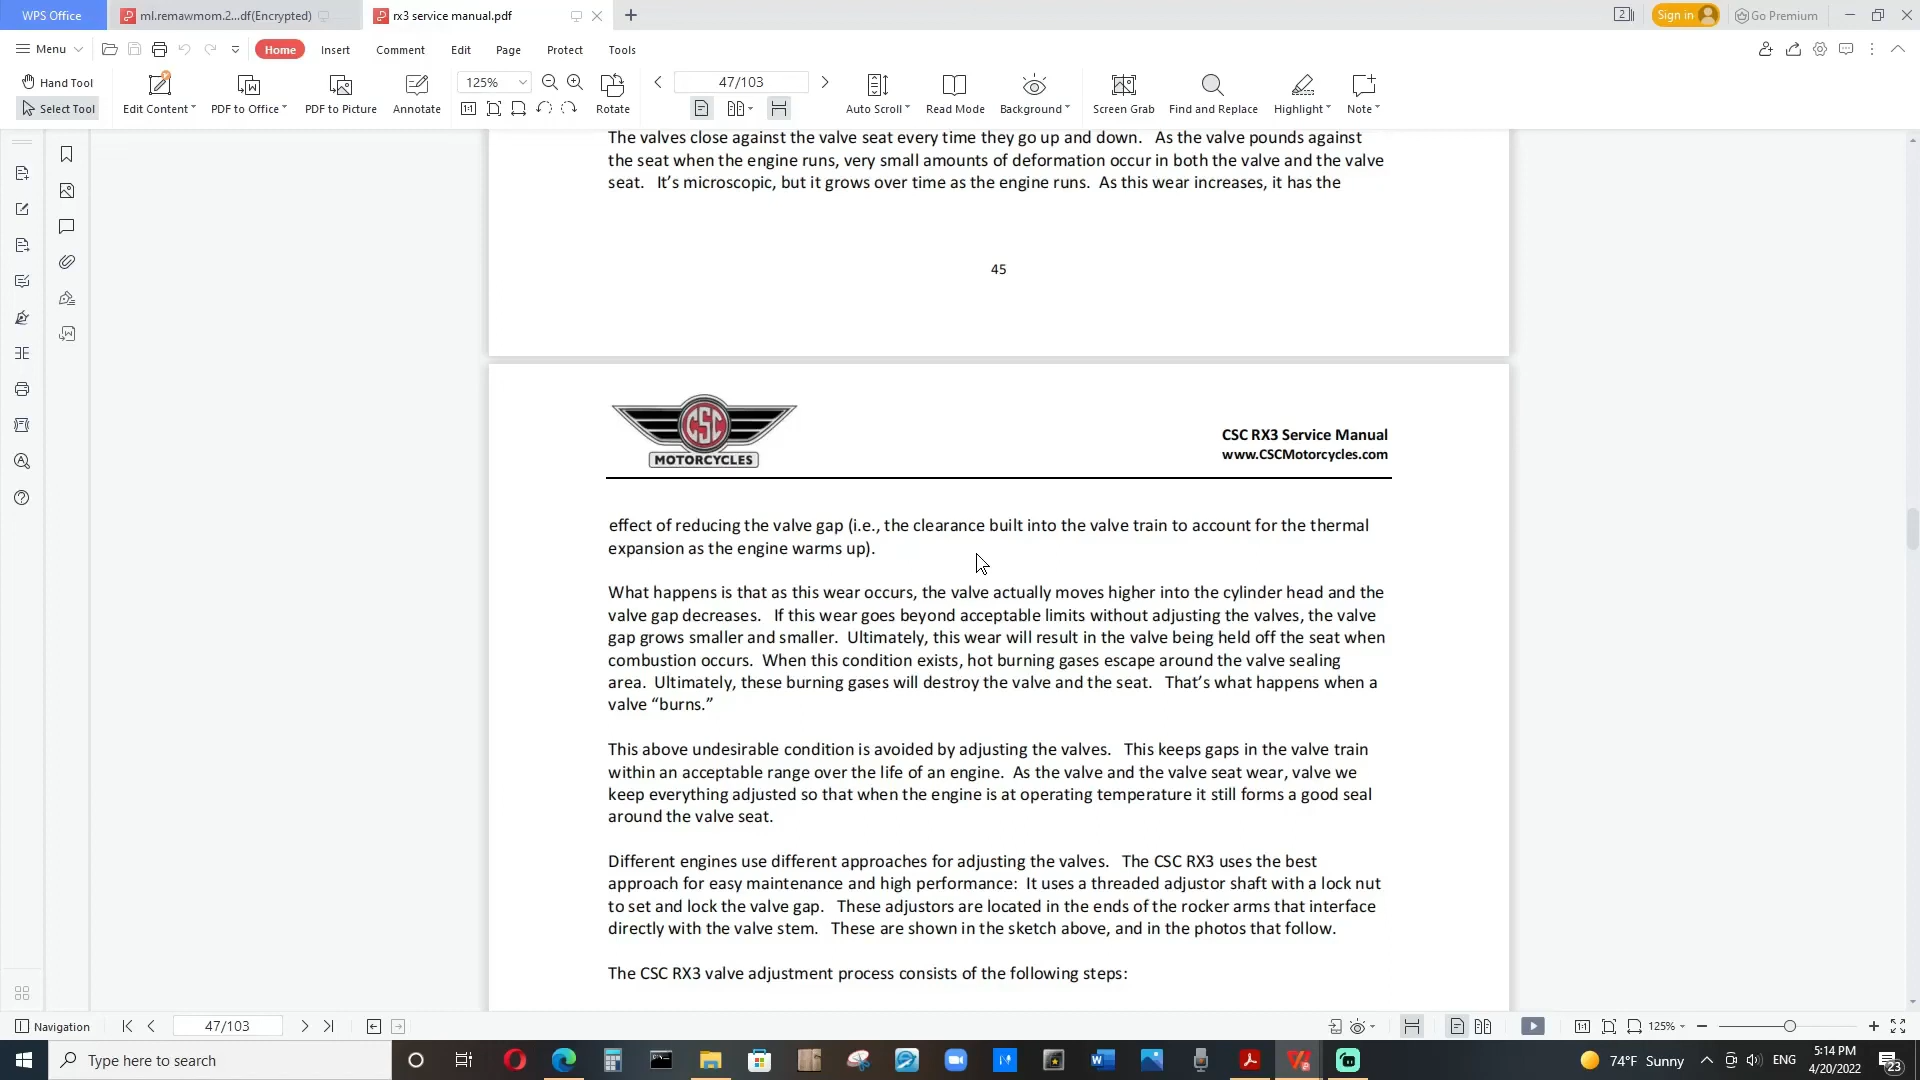 WPS Office
ml.remawmom.2...df(Encrypted)
rx3 service manual.pdf
2
Sign in
Go Premium
Menu
Home
Insert
Comment
Edit
Page
Protect
Tools
Hand Tool
Select Tool
Edit Content
PDF to Office
PDF to Picture
Annotate
125%
Rotate
47/103
Auto Scroll
Read Mode
Background
Screen Grab
Find and Replace
Highlight
Note
The valves close against the valve seat every time they go up and down. As the valve pounds against
the seat when the engine runs, very small amounts of deformation occur in both the valve and the valve
seat. It’s microscopic, but it grows over time as the engine runs. As this wear increases, it has the
45
CSC
MOTORCYCLES
CSC RX3 Service Manual
www.CSCMotorcycles.com
effect of reducing the valve gap (i.e., the clearance built into the valve train to account for the thermal
expansion as the engine warms up).
What happens is that as this wear occurs, the valve actually moves higher into the cylinder head and the
valve gap decreases. If this wear goes beyond acceptable limits without adjusting the valves, the valve
gap grows smaller and smaller. Ultimately, this wear will result in the valve being held off the seat when
combustion occurs. When this condition exists, hot burning gases escape around the valve sealing
area. Ultimately, these burning gases will destroy the valve and the seat. That’s what happens when a
valve “burns.”
This above undesirable condition is avoided by adjusting the valves. This keeps gaps in the valve train
within an acceptable range over the life of an engine. As the valve and the valve seat wear, valve we
keep everything adjusted so that when the engine is at operating temperature it still forms a good seal
around the valve seat.
Different engines use different approaches for adjusting the valves. The CSC RX3 uses the best
approach for easy maintenance and high performance: It uses a threaded adjustor shaft with a lock nut
to set and lock the valve gap. These adjustors are located in the ends of the rocker arms that interface
directly with the valve stem. These are shown in the sketch above, and in the photos that follow.
The CSC RX3 valve adjustment process consists of the following steps:
Navigation
47/103
125%
Type here to search
74°F Sunny
ENG
5:14 PM
4/20/2022
23